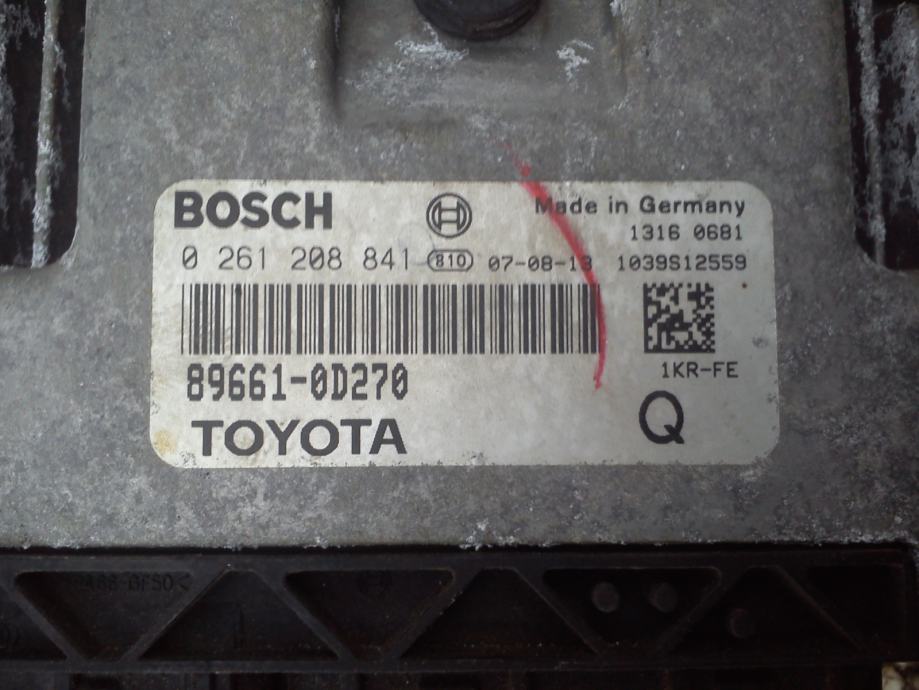 BOSCH Made in Germany
1316 0681
0 261 208 841 810 07-08-13 1039S12559
89661-0D270 1KR-FE
TOYOTA Q